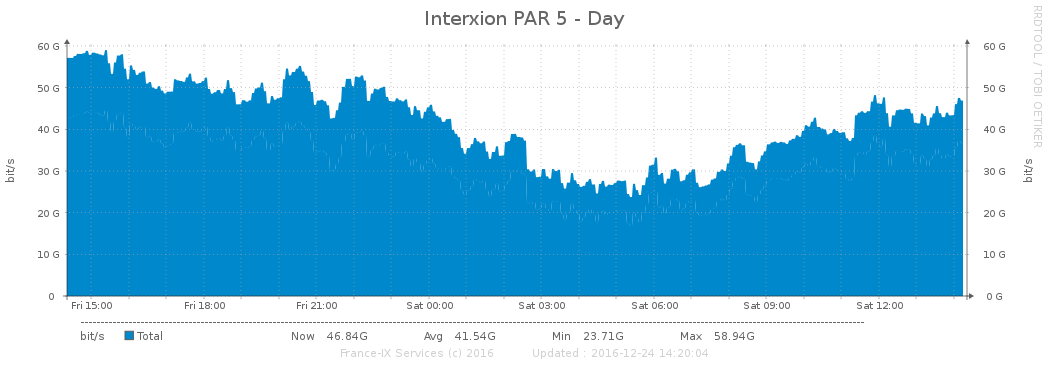 Interxion PAR 5 - Day
RRDTOOL / TOBI OETIKER
bit/s
bit/s
60 G 60 G
50 G 50 G
40 G 40 G
30 G 30 G
20 G 20 G
10 G 10 G
0 0 G
Fri 15:00 Fri 18:00 Fri 21:00 Sat 00:00 Sat 03:00 Sat 06:00 Sat 09:00 Sat 12:00
bit/s Total Now 46.84G Avg 41.54G Min 23.71G Max 58.94G
France-IX Services (c) 2016 Updated : 2016-12-24 14:20:04